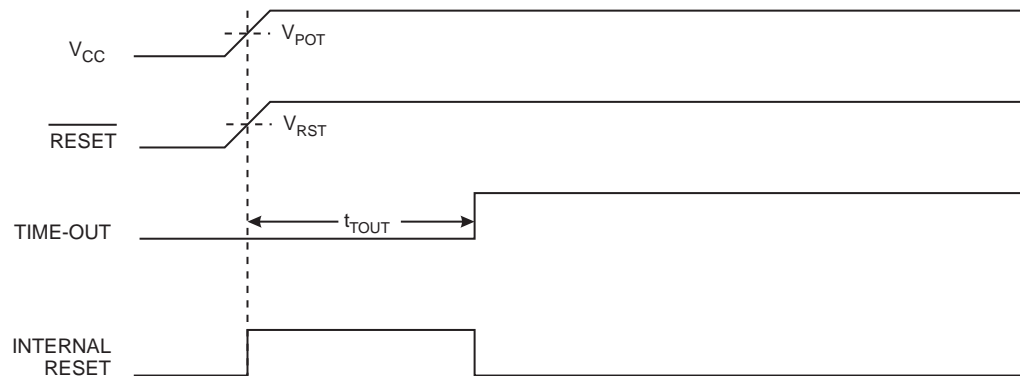 V_CC
V_POT
RESET
V_RST
TIME-OUT
t_TOUT
INTERNAL
RESET